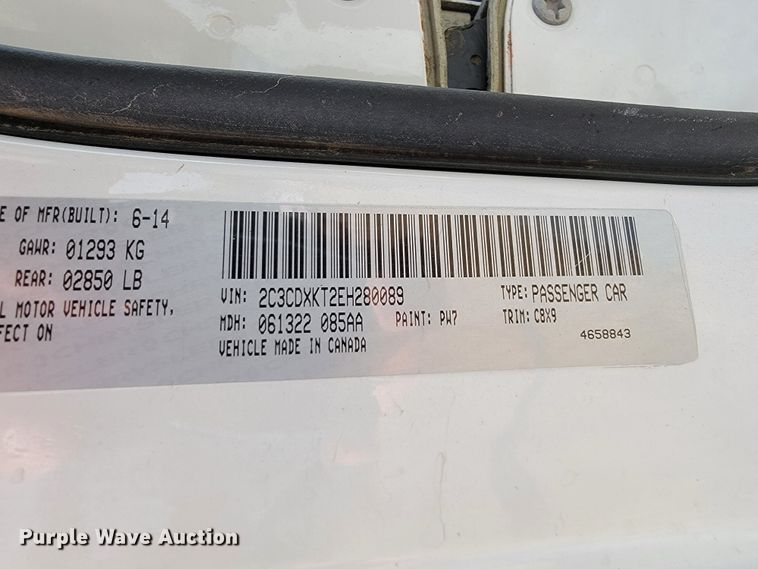 E OF MFR(BUILT): 6-14
GAWR: 01293 KG
REAR: 02850 LB
L MOTOR VEHICLE SAFETY,
FECT ON
VIN: 2C3CDXKT2EH280089 TYPE: PASSENGER CAR
MDH: 061322 085AA PAINT: PW7 TRIM: C8X9
VEHICLE MADE IN CANADA 4658843
Purple Wave Auction